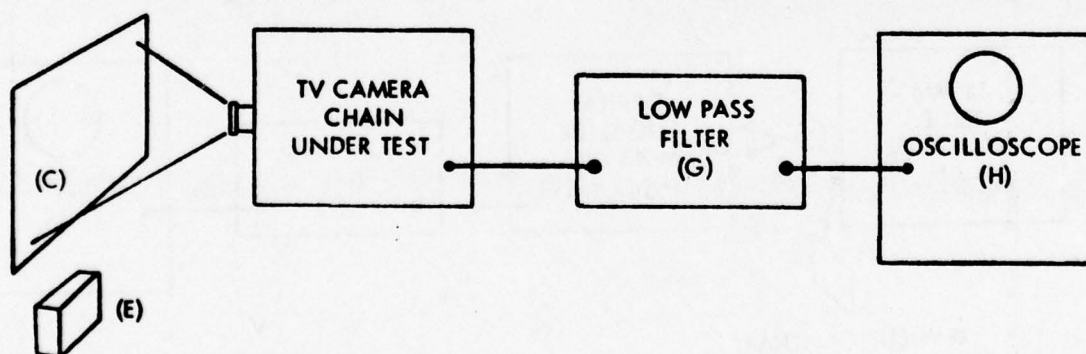 TV CAMERA
CHAIN
UNDER TEST
LOW PASS
FILTER
(G)
OSCILLOSCOPE
(H)
(C)
(E)